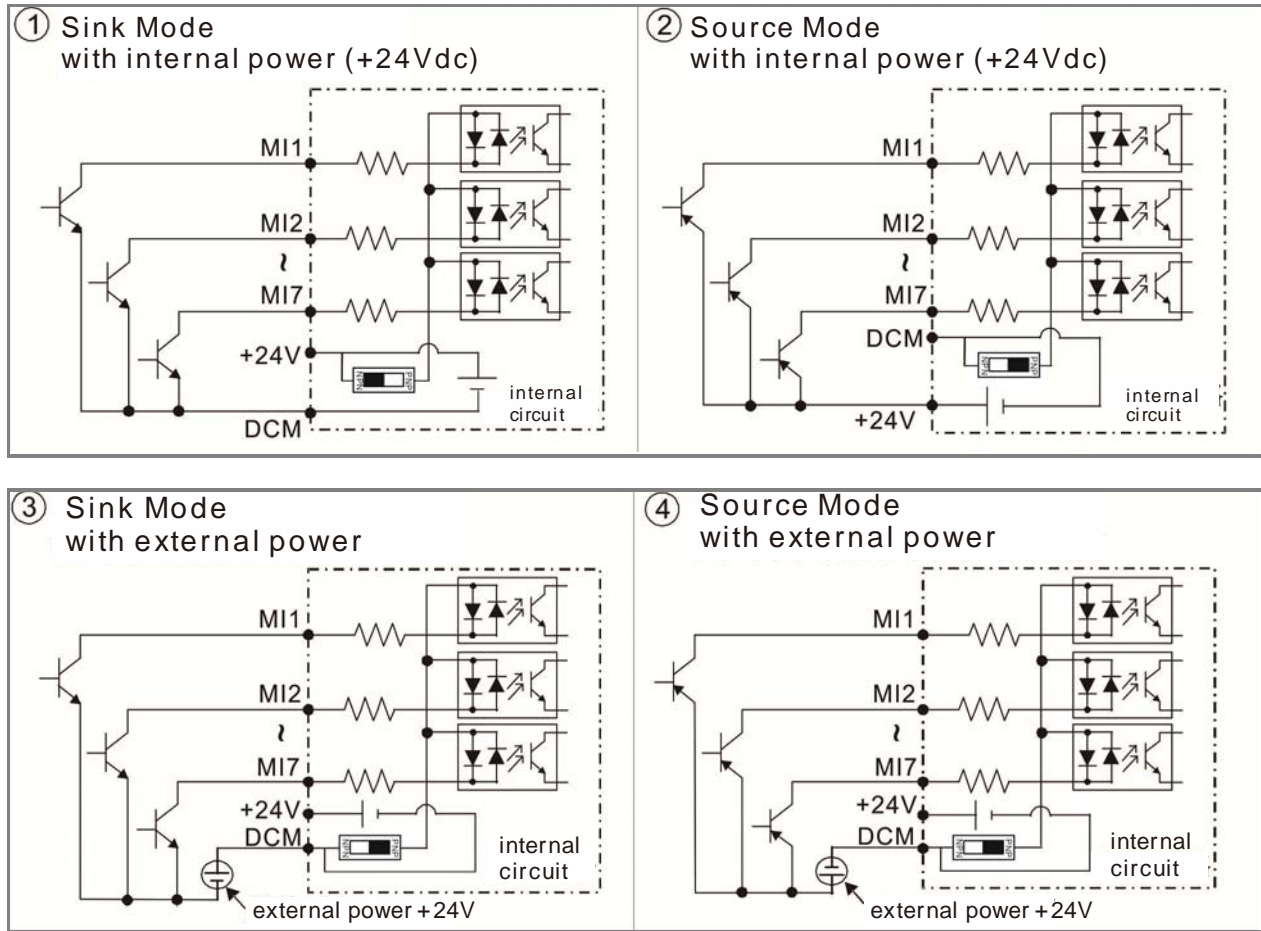 ① Sink Mode
with internal power (+24Vdc)
MI1
MI2
~
MI7
+24V
NPN PNP
internal
circuit
DCM
② Source Mode
with internal power (+24Vdc)
MI1
MI2
~
MI7
DCM
NPN PNP
internal
circuit
+24V
③ Sink Mode
with external power
MI1
MI2
~
MI7
+24V
DCM
NPN PNP
internal
circuit
external power +24V
④ Source Mode
with external power
MI1
MI2
~
MI7
+24V
DCM
NPN PNP
internal
circuit
external power +24V